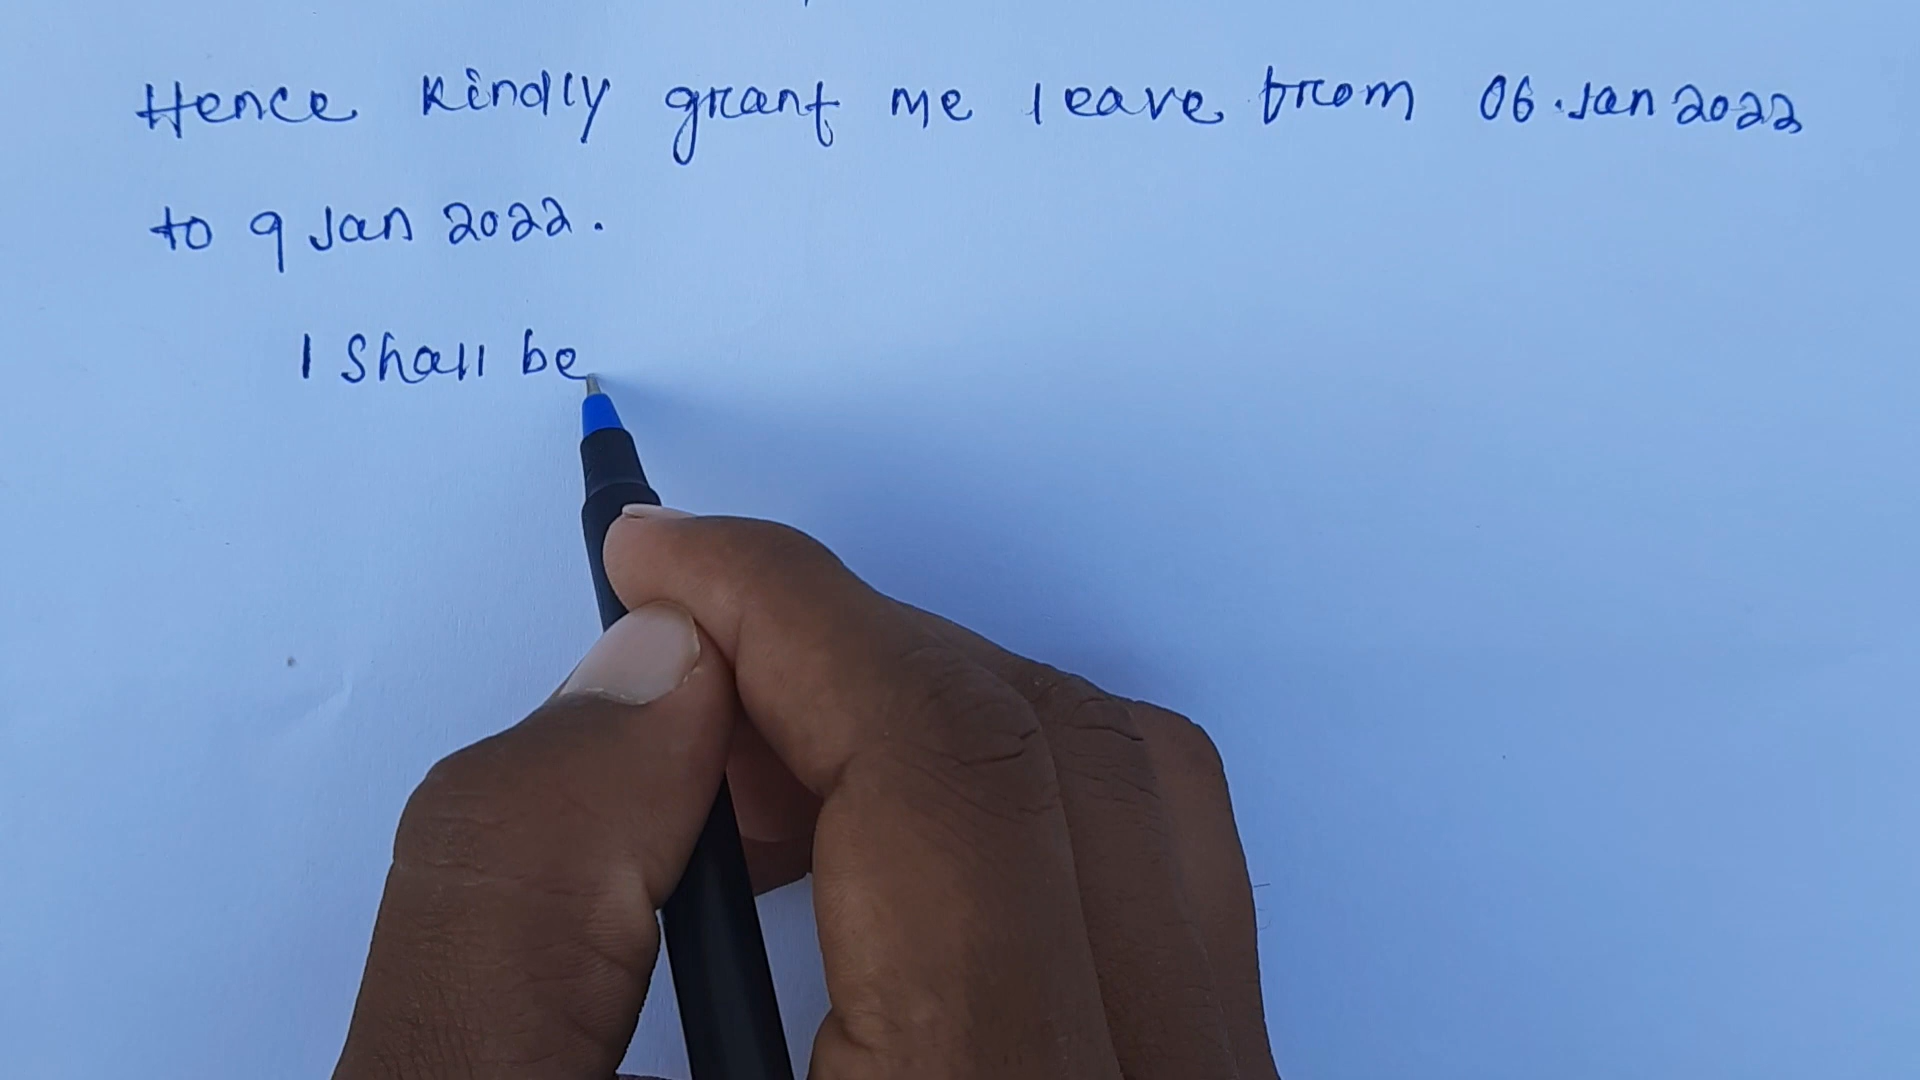 Hence Kindly grant me leave from 06.Jan 2022
to 9 Jan 2022.
I Shall be